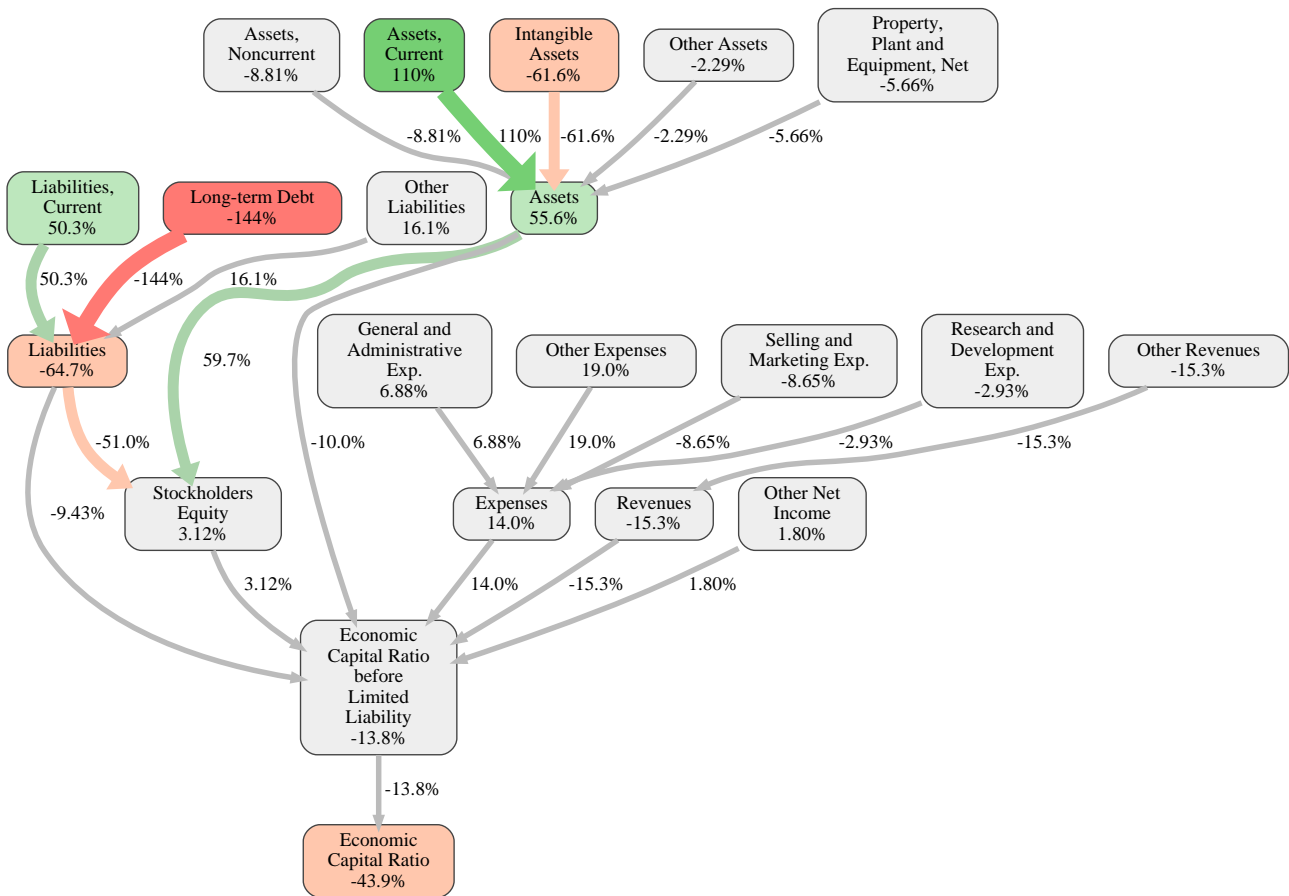 Assets,
Noncurrent
-8.81%
Assets,
Current
110%
Intangible
Assets
-61.6%
Other Assets
-2.29%
Property,
Plant and
Equipment, Net
-5.66%
-8.81%
110%
-61.6%
-2.29%
-5.66%
Liabilities,
Current
50.3%
Long-term Debt
-144%
Other
Liabilities
16.1%
Assets
55.6%
50.3%
-144%
16.1%
Liabilities
-64.7%
59.7%
General and
Administrative
Exp.
6.88%
Other Expenses
19.0%
Selling and
Marketing Exp.
-8.65%
Research and
Development
Exp.
-2.93%
Other Revenues
-15.3%
-51.0%
-10.0%
6.88%
19.0%
-8.65%
-2.93%
-15.3%
-9.43%
Stockholders
Equity
3.12%
Expenses
14.0%
Revenues
-15.3%
Other Net
Income
1.80%
3.12%
14.0%
-15.3%
1.80%
Economic
Capital Ratio
before
Limited
Liability
-13.8%
-13.8%
Economic
Capital Ratio
-43.9%